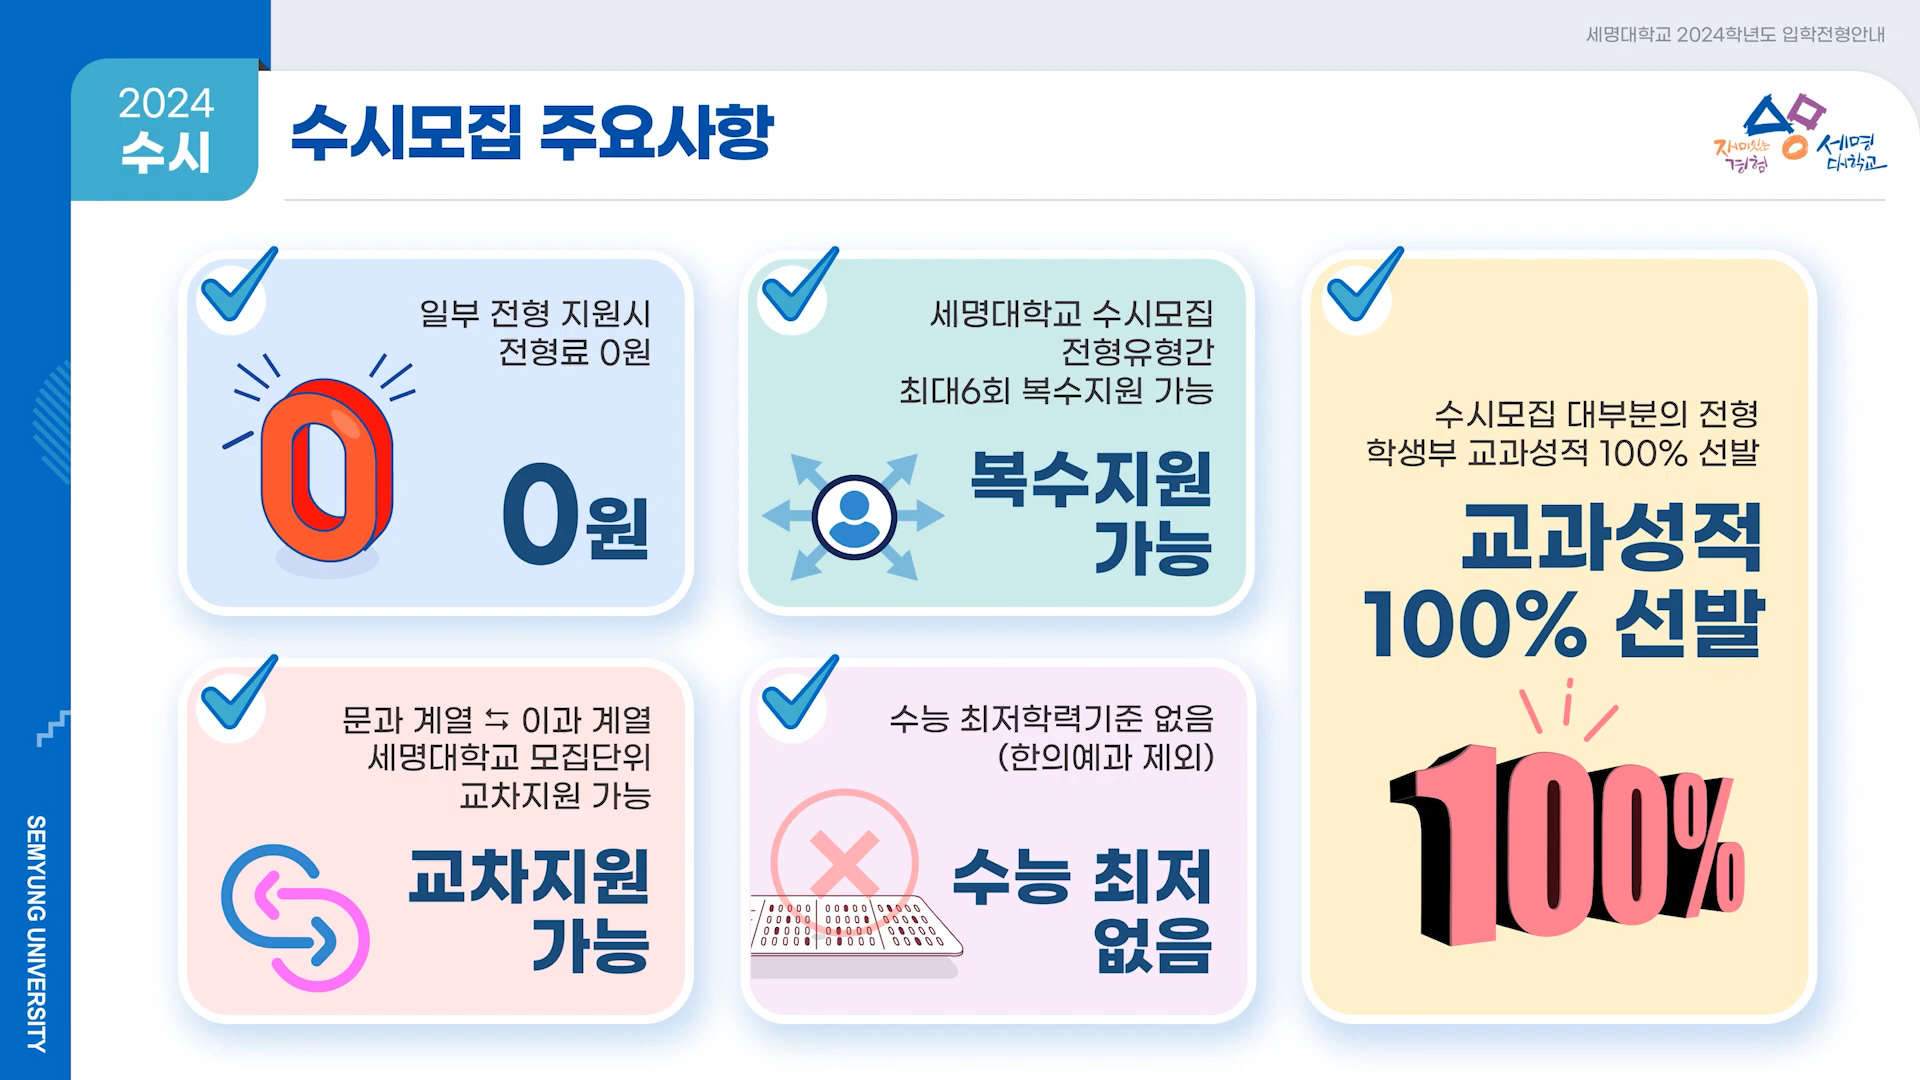 세명대학교 2024학년도 입학전형안내
2024
수시
수시모집 주요사항
재미있는
경험
세명
대학교
일부 전형 지원시
전형료 0원
0
0원
세명대학교 수시모집
전형유형간
최대6회 복수지원 가능
복수지원
가능
문과 계열 ⇆ 이과 계열
세명대학교 모집단위
교차지원 가능
교차지원
가능
수능 최저학력기준 없음
(한의예과 제외)
수능 최저
없음
수시모집 대부분의 전형
학생부 교과성적 100% 선발
교과성적
100% 선발
100%
SEMYUNG UNIVERSITY